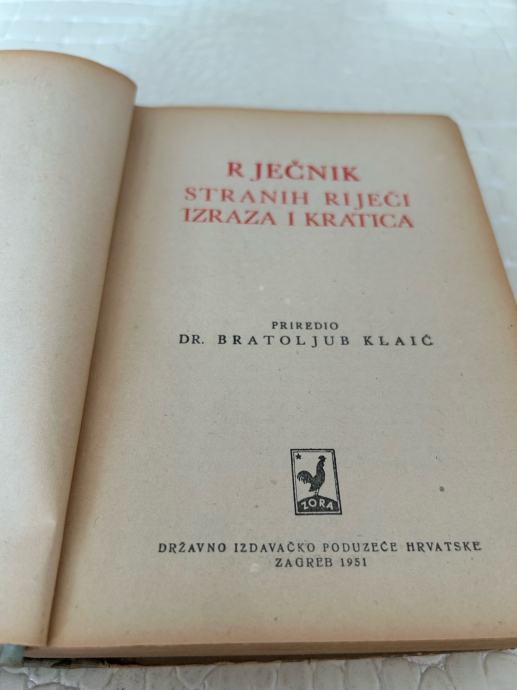 RJEČNIK
STRANIH RIJEČI
IZRAZA I KRATICA
PRIREDIO
DR. BRATOLJUB KLAIĆ
ZORA
DRŽAVNO IZDAVAČKO PODUZEĆE HRVATSKE
ZAGREB 1951